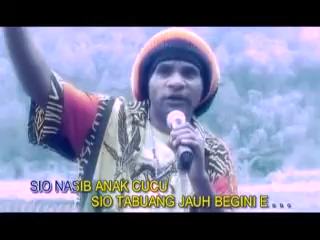 SIO NASIB ANAK CUCU
SIO TABUANG JAUH BEGINI E . . .